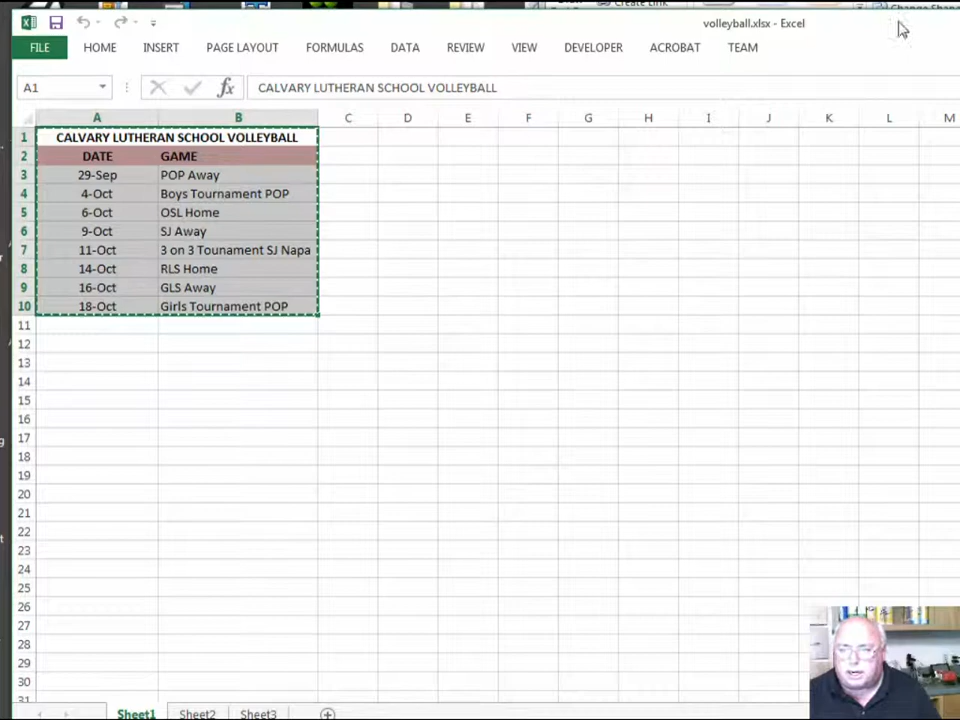 Create Link
volleyball.xlsx - Excel
FILE HOME INSERT PAGE LAYOUT FORMULAS DATA REVIEW VIEW DEVELOPER ACROBAT TEAM
A1 fx CALVARY LUTHERAN SCHOOL VOLLEYBALL
A B C D E F G H I J K L M
1 CALVARY LUTHERAN SCHOOL VOLLEYBALL
2 DATE GAME
3 29-Sep POP Away
4 4-Oct Boys Tournament POP
5 6-Oct OSL Home
6 9-Oct SJ Away
7 11-Oct 3 on 3 Tounament SJ Napa
8 14-Oct RLS Home
9 16-Oct GLS Away
10 18-Oct Girls Tournament POP
11
12
13
14
15
16
17
18
19
20
21
22
23
24
25
26
27
28
29
30
31
Sheet1 Sheet2 Sheet3